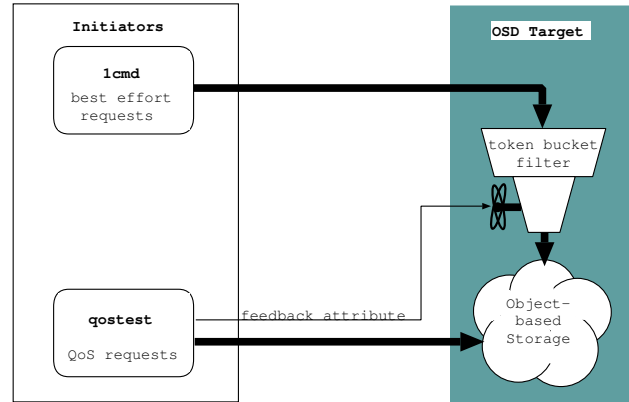 Initiators
OSD Target
1cmd
best effort
requests
token bucket
filter
qostest
QoS requests
feedback attribute
Object-
based
Storage